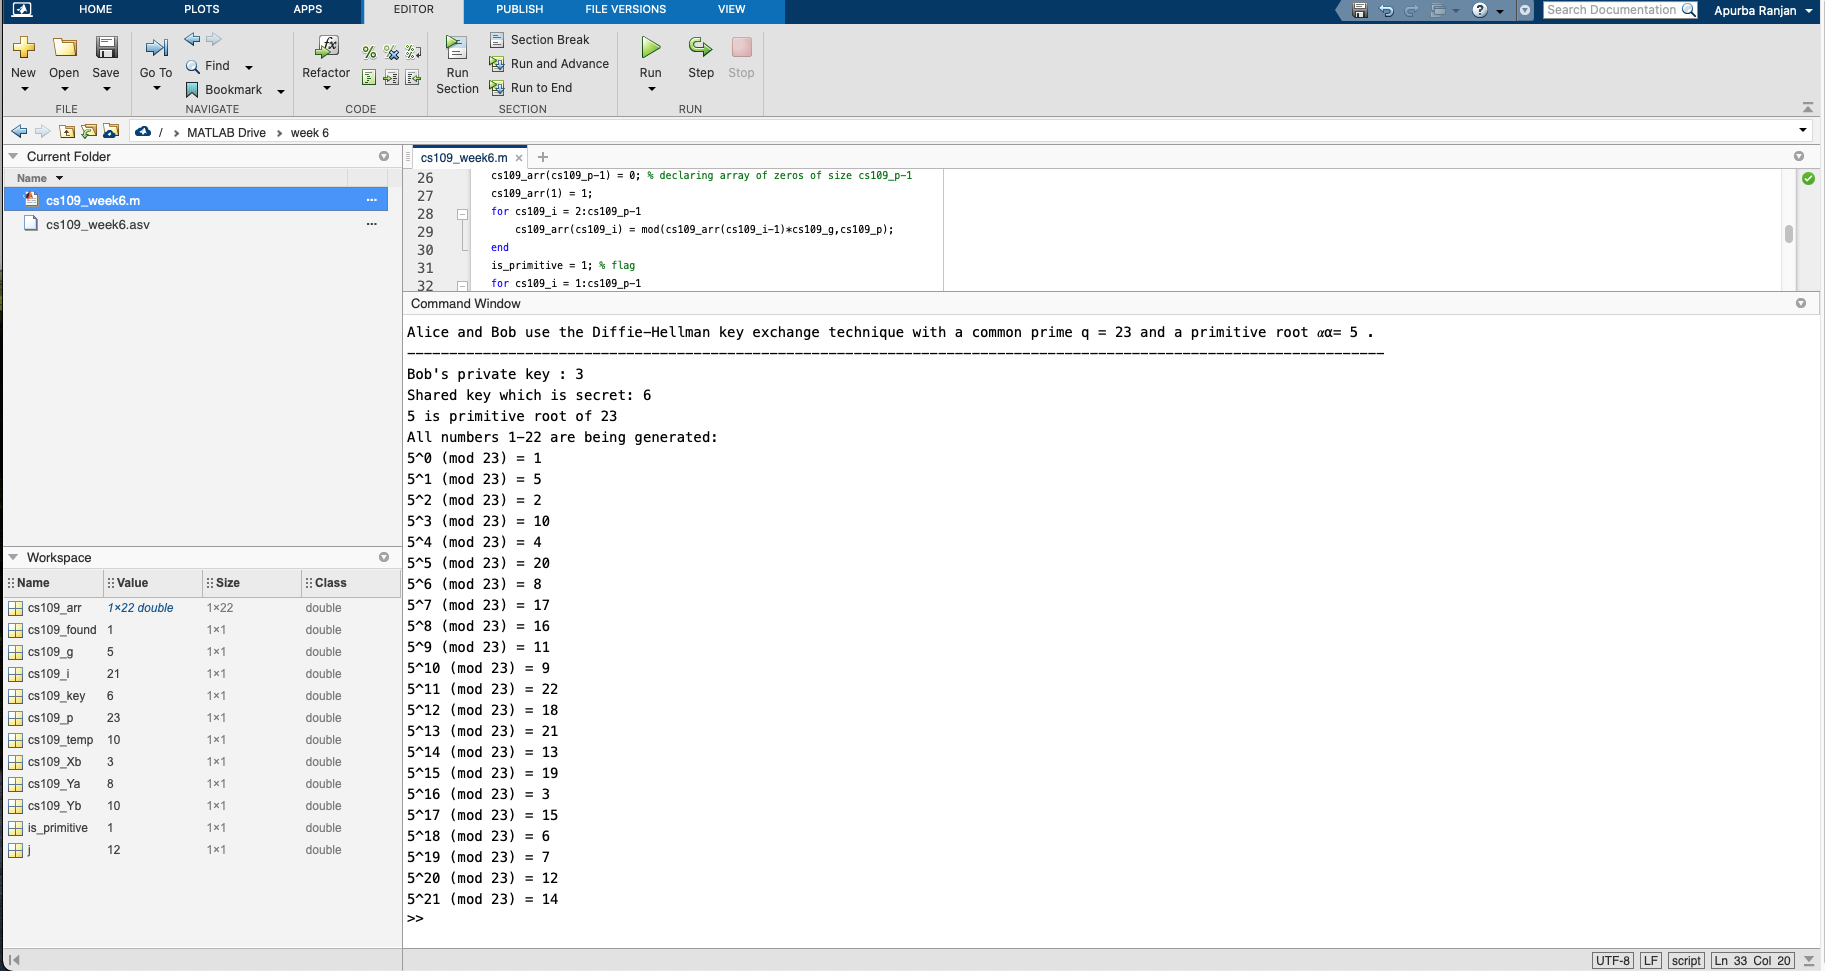 HOME PLOTS APPS EDITOR PUBLISH FILE VERSIONS VIEW Search Documentation Apurba Ranjan
New Open Save Go To Find Bookmark Refactor Run Section Section Break Run and Advance Run to End Run Step Stop
FILE NAVIGATE CODE SECTION RUN
/ > MATLAB Drive > week 6
Current Folder
Name
cs109_week6.m ...
cs109_week6.asv ...
cs109_week6.m × +
26 cs109_arr(cs109_p-1) = 0; % declaring array of zeros of size cs109_p-1
27 cs109_arr(1) = 1;
28 for cs109_i = 2:cs109_p-1
29 cs109_arr(cs109_i) = mod(cs109_arr(cs109_i-1)*cs109_g,cs109_p);
30 end
31 is_primitive = 1; % flag
32 for cs109_i = 1:cs109_p-1
Command Window
Alice and Bob use the Diffie-Hellman key exchange technique with a common prime q = 23 and a primitive root 𝛼α= 5 .
--------------------------------------------------------------------------------------------------------------------
Bob's private key : 3
Shared key which is secret: 6
5 is primitive root of 23
All numbers 1-22 are being generated:
5^0 (mod 23) = 1
5^1 (mod 23) = 5
5^2 (mod 23) = 2
5^3 (mod 23) = 10
5^4 (mod 23) = 4
5^5 (mod 23) = 20
5^6 (mod 23) = 8
5^7 (mod 23) = 17
5^8 (mod 23) = 16
5^9 (mod 23) = 11
5^10 (mod 23) = 9
5^11 (mod 23) = 22
5^12 (mod 23) = 18
5^13 (mod 23) = 21
5^14 (mod 23) = 13
5^15 (mod 23) = 19
5^16 (mod 23) = 3
5^17 (mod 23) = 15
5^18 (mod 23) = 6
5^19 (mod 23) = 7
5^20 (mod 23) = 12
5^21 (mod 23) = 14
>>
Workspace
Name Value Size Class
cs109_arr 1×22 double 1×22 double
cs109_found 1 1×1 double
cs109_g 5 1×1 double
cs109_i 21 1×1 double
cs109_key 6 1×1 double
cs109_p 23 1×1 double
cs109_temp 10 1×1 double
cs109_Xb 3 1×1 double
cs109_Ya 8 1×1 double
cs109_Yb 10 1×1 double
is_primitive 1 1×1 double
j 12 1×1 double
UTF-8 LF script Ln 33 Col 20